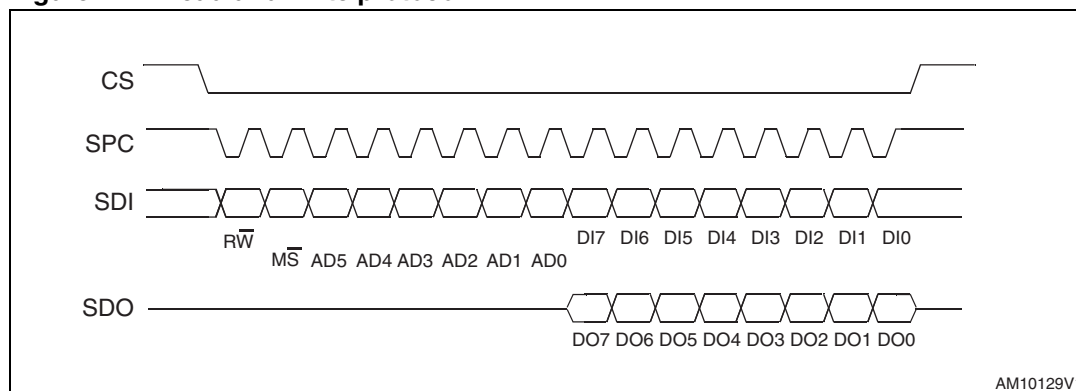 CS
SPC
SDI
RW̅
DI7 DI6 DI5 DI4 DI3 DI2 DI1 DI0
MS̅ AD5 AD4 AD3 AD2 AD1 AD0
SDO
DO7 DO6 DO5 DO4 DO3 DO2 DO1 DO0
AM10129V